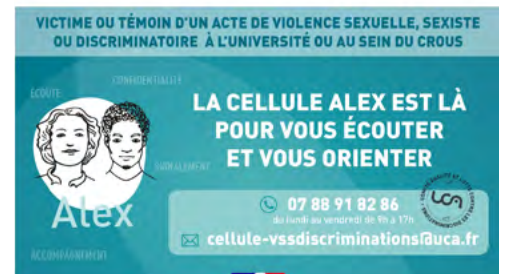 VICTIME OU TÉMOIN D'UN ACTE DE VIOLENCE SEXUELLE, SEXISTE
OU DISCRIMINATOIRE À L'UNIVERSITÉ OU AU SEIN DU CROUS
CONFIDENTIALITÉ
ÉCOUTE
LA CELLULE ALEX EST LÀ
POUR VOUS ÉCOUTER
ET VOUS ORIENTER
Alex
07 88 91 82 86
du lundi au vendredi de 9h à 17h
cellule-vssdiscriminations@uca.fr
uca
ACCOMPAGNEMENT